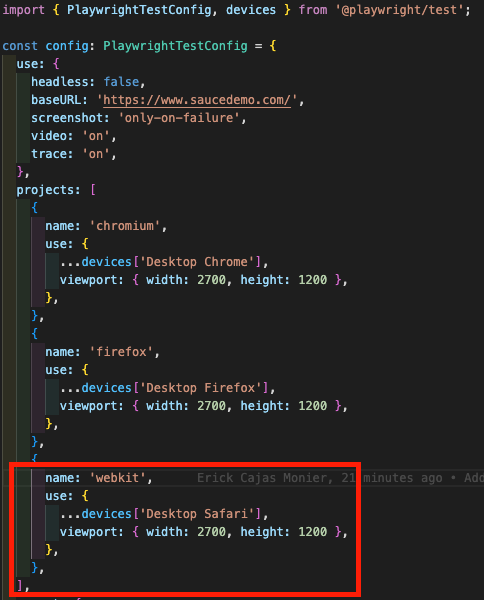 import { PlaywrightTestConfig, devices } from '@playwright/test';
const config: PlaywrightTestConfig = {
use: {
headless: false,
baseURL: 'https://www.saucedemo.com/',
screenshot: 'only-on-failure',
video: 'on',
trace: 'on',
},
projects: [
{
name: 'chromium',
use: {
...devices['Desktop Chrome'],
viewport: { width: 2700, height: 1200 },
},
},
{
name: 'firefox',
use: {
...devices['Desktop Firefox'],
viewport: { width: 2700, height: 1200 },
},
},
{
name: 'webkit', Erick Cajas Monier, 21 minutes ago • Add
use: {
...devices['Desktop Safari'],
viewport: { width: 2700, height: 1200 },
},
},
],